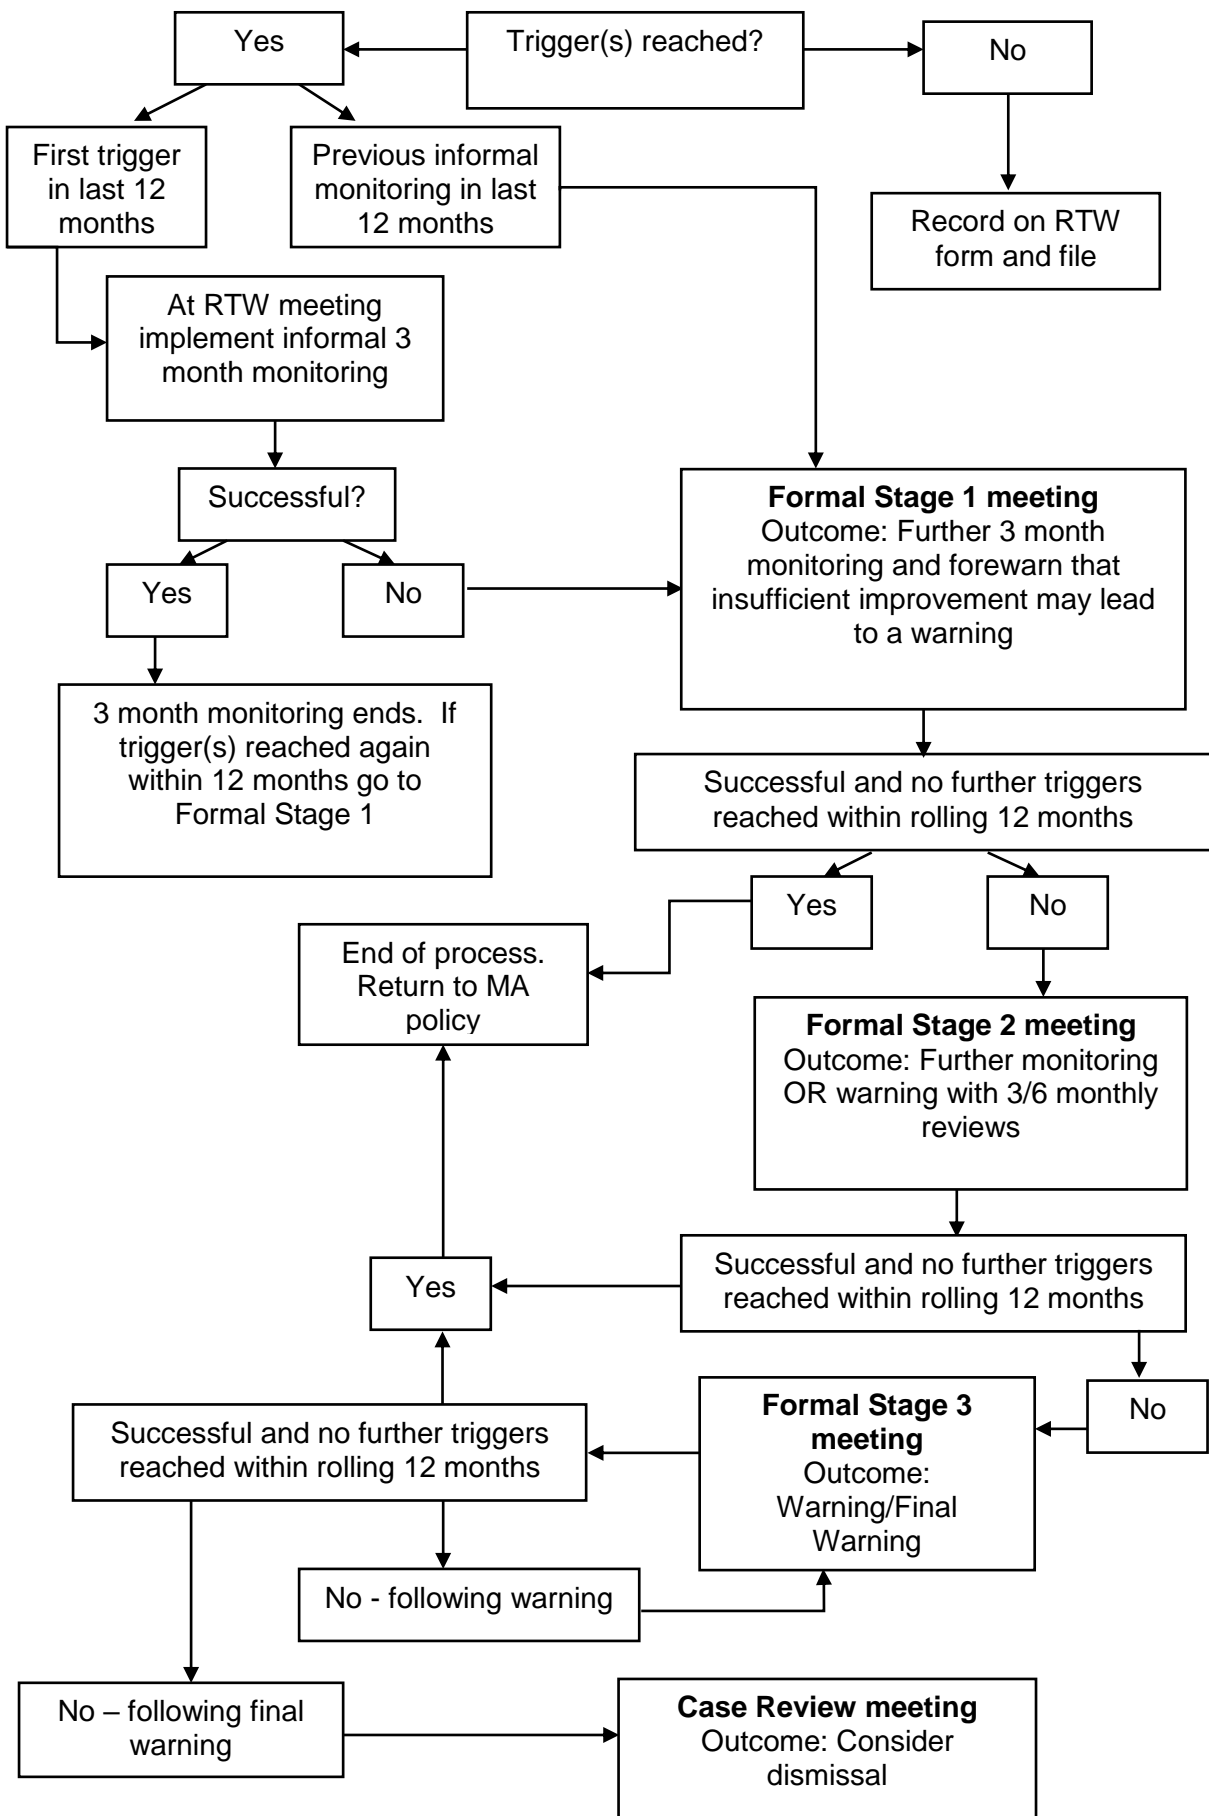 Yes
Trigger(s) reached?
No
First trigger
in last 12
months
Previous informal
monitoring in last
12 months
Record on RTW
form and file
At RTW meeting
implement informal 3
month monitoring
Successful?
Formal Stage 1 meeting
Outcome: Further 3 month
monitoring and forewarn that
insufficient improvement may lead
to a warning
Yes
No
3 month monitoring ends.  If
trigger(s) reached again
within 12 months go to
Formal Stage 1
Successful and no further triggers
reached within rolling 12 months
Yes
No
End of process.
Return to MA
policy
Formal Stage 2 meeting
Outcome: Further monitoring
OR warning with 3/6 monthly
reviews
Successful and no further triggers
reached within rolling 12 months
Yes
No
Formal Stage 3
meeting
Outcome:
Warning/Final
Warning
Successful and no further triggers
reached within rolling 12 months
No - following warning
No – following final
warning
Case Review meeting
Outcome: Consider
dismissal